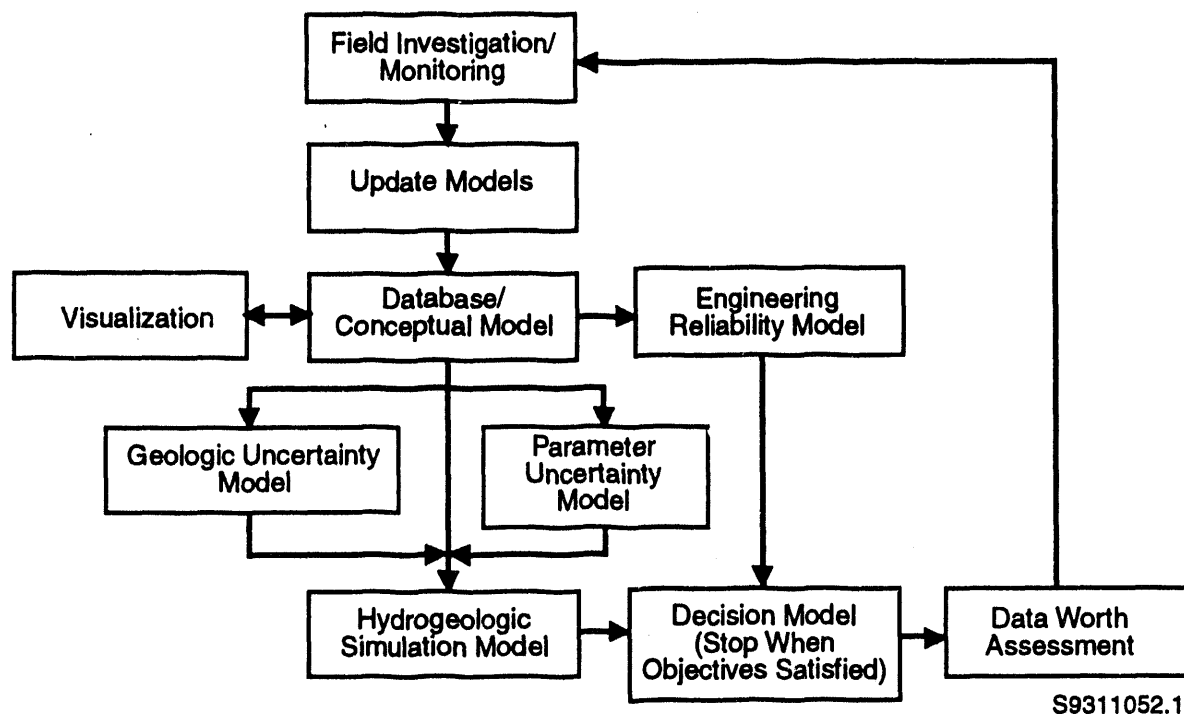 Field Investigation/
Monitoring
Update Models
Visualization
Database/
Conceptual Model
Engineering
Reliability Model
Geologic Uncertainty
Model
Parameter
Uncertainty
Model
Hydrogeologic
Simulation Model
Decision Model
(Stop When
Objectives Satisfied)
Data Worth
Assessment
S9311052.1